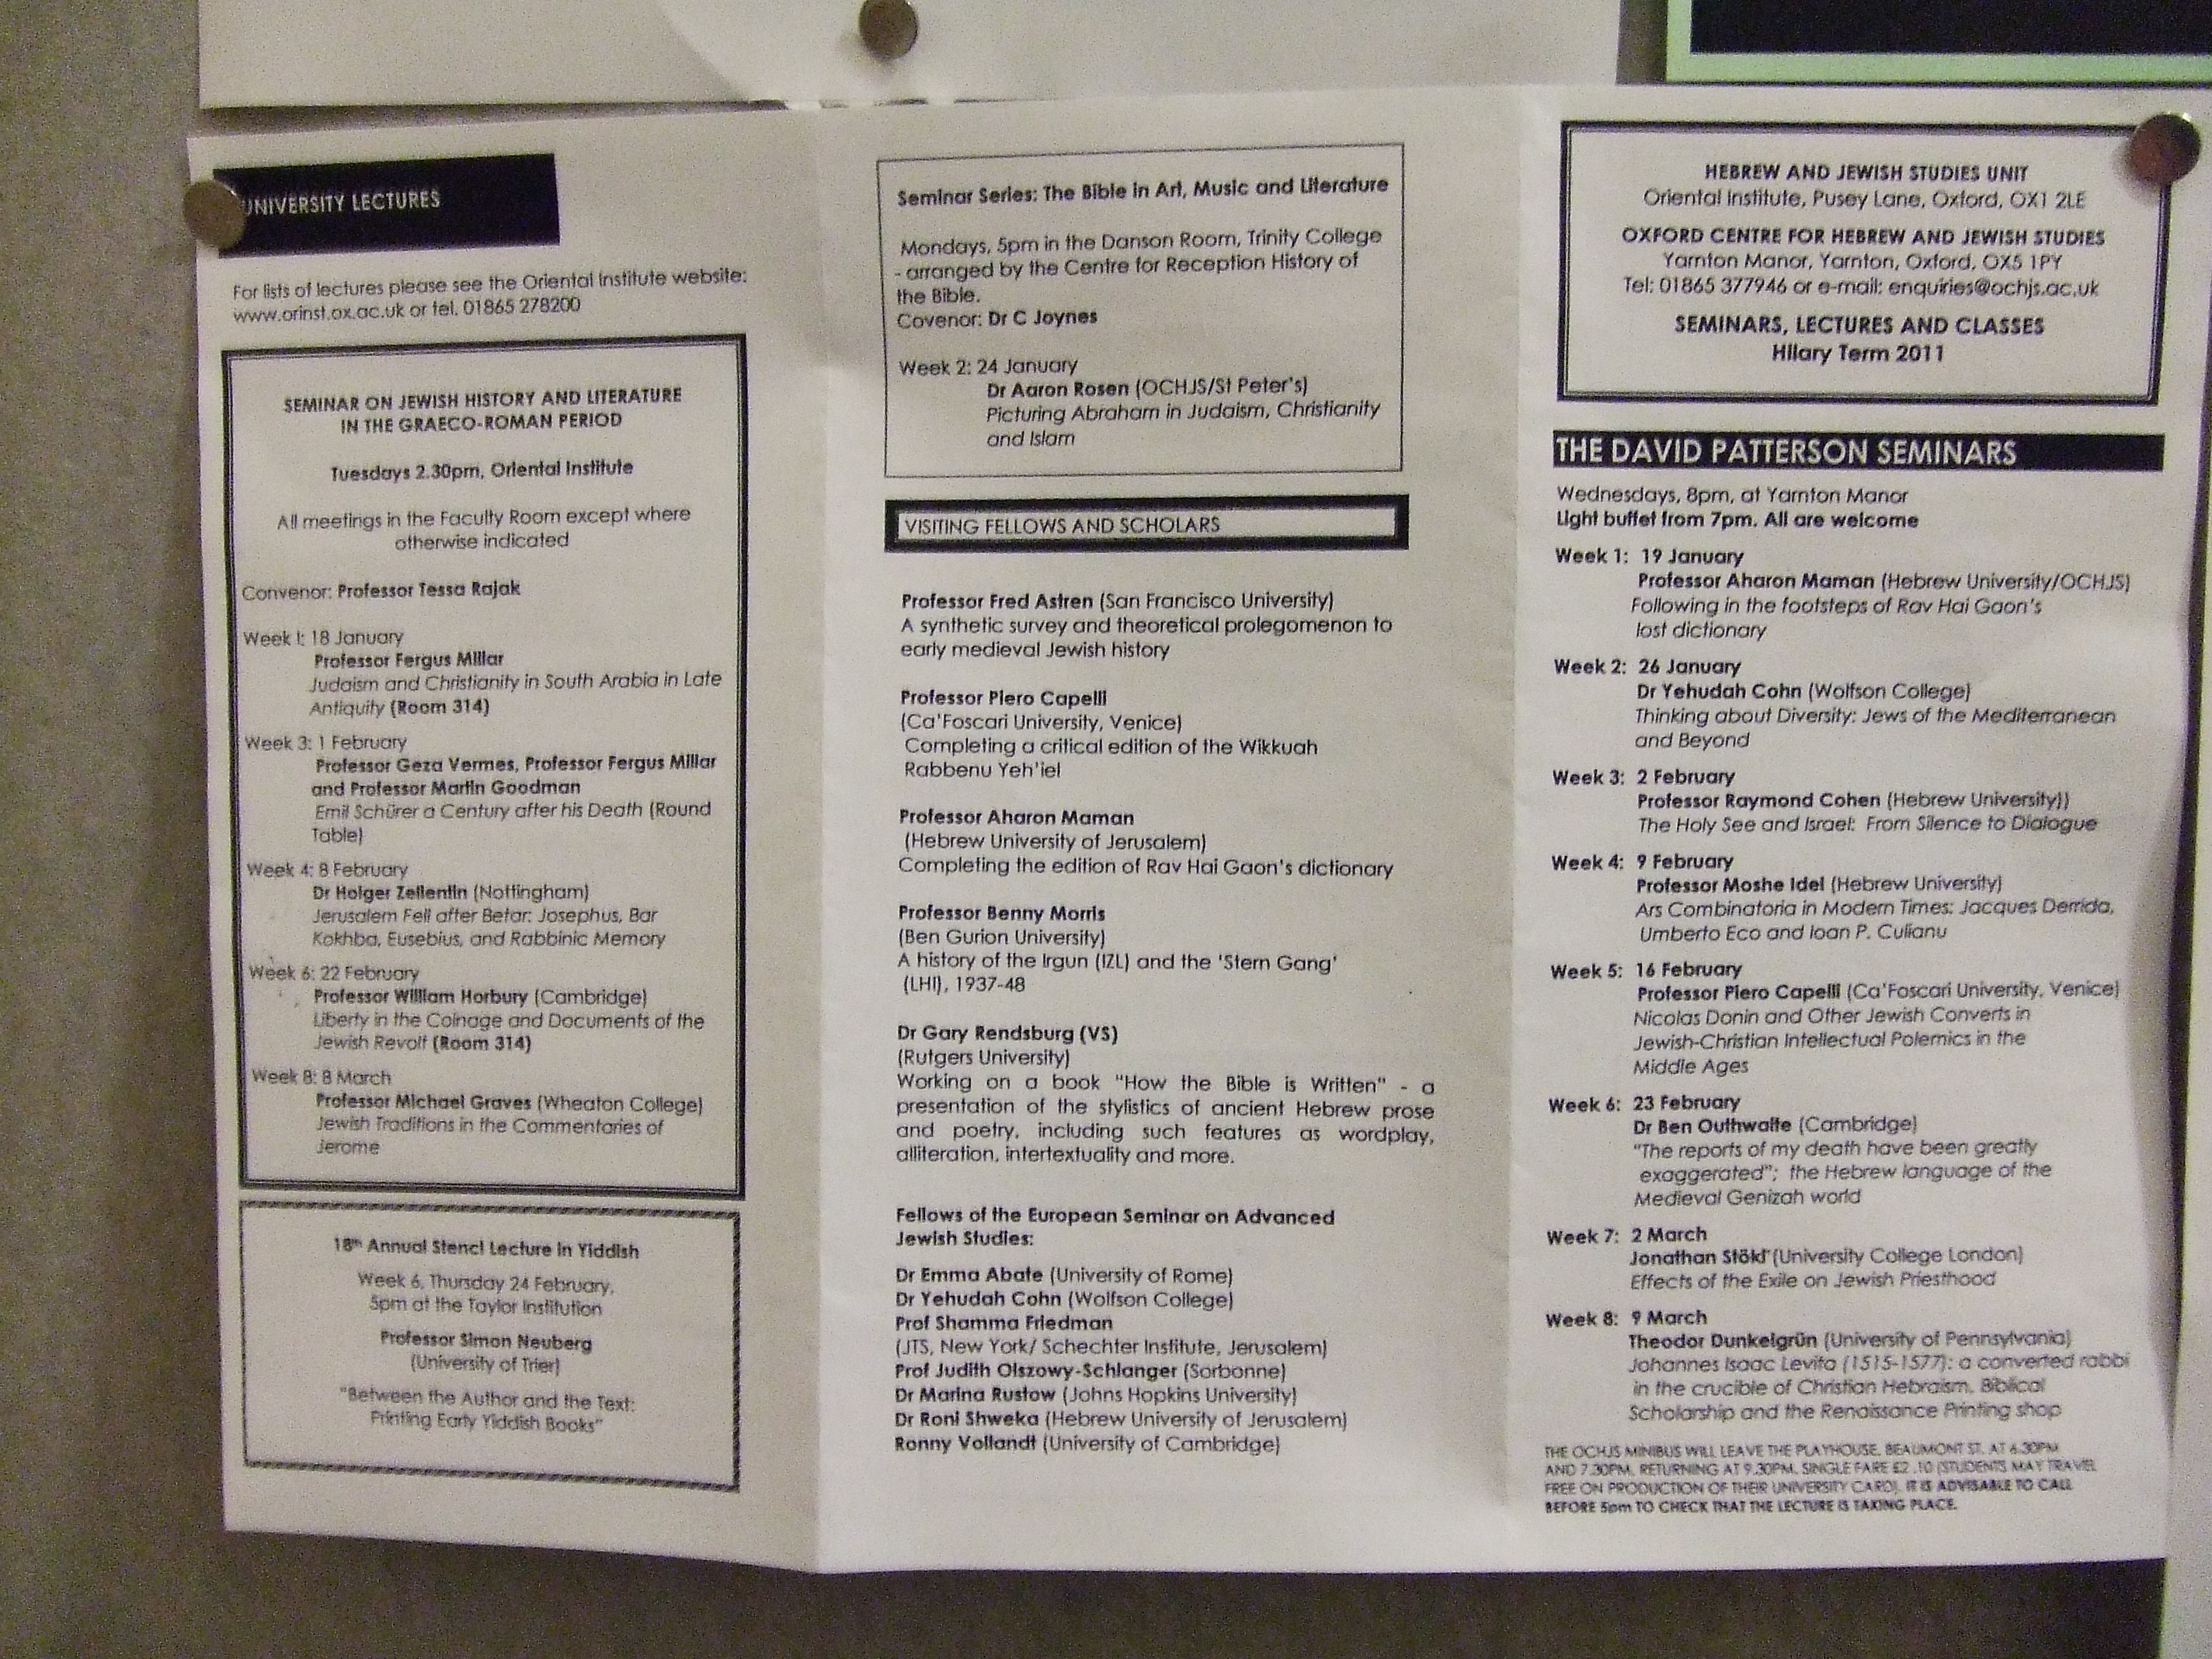 UNIVERSITY LECTURES
For lists of lectures please see the Oriental Institute website:
www.orinst.ox.ac.uk or tel. 01865 278200
SEMINAR ON JEWISH HISTORY AND LITERATURE
IN THE GRAECO-ROMAN PERIOD
Tuesdays 2.30pm, Oriental Institute
All meetings in the Faculty Room except where
otherwise indicated
Convenor: Professor Tessa Rajak
Week 1: 18 January
Professor Fergus Millar
Judaism and Christianity in South Arabia in Late
Antiquity (Room 314)
Week 3: 1 February
Professor Geza Vermes, Professor Fergus Millar
and Professor Martin Goodman
Emil Schürer a Century after his Death (Round
Table)
Week 4: 8 February
Dr Holger Zellentin (Nottingham)
Jerusalem Fell after Betar: Josephus, Bar
Kokhba, Eusebius, and Rabbinic Memory
Week 6: 22 February
Professor William Horbury (Cambridge)
Liberty in the Coinage and Documents of the
Jewish Revolt (Room 314)
Week 8: 8 March
Professor Michael Graves (Wheaton College)
Jewish Traditions in the Commentaries of
Jerome
18th Annual Stencl Lecture in Yiddish
Week 6, Thursday 24 February,
5pm at the Taylor Institution
Professor Simon Neuberg
(University of Trier)
"Between the Author and the Text:
Printing Early Yiddish Books"
Seminar Series: The Bible in Art, Music and Literature
Mondays, 5pm in the Danson Room, Trinity College
- arranged by the Centre for Reception History of
the Bible.
Covenor: Dr C Joynes
Week 2: 24 January
Dr Aaron Rosen (OCHJS/St Peter's)
Picturing Abraham in Judaism, Christianity
and Islam
VISITING FELLOWS AND SCHOLARS
Professor Fred Astren (San Francisco University)
A synthetic survey and theoretical prolegomenon to
early medieval Jewish history
Professor Piero Capelli
(Ca'Foscari University, Venice)
Completing a critical edition of the Wikkuah
Rabbenu Yeh'iel
Professor Aharon Maman
(Hebrew University of Jerusalem)
Completing the edition of Rav Hai Gaon's dictionary
Professor Benny Morris
(Ben Gurion University)
A history of the Irgun (IZL) and the 'Stern Gang'
(LHI), 1937-48
Dr Gary Rendsburg (VS)
(Rutgers University)
Working on a book "How the Bible is Written" - a
presentation of the stylistics of ancient Hebrew prose
and poetry, including such features as wordplay,
alliteration, intertextuality and more.
Fellows of the European Seminar on Advanced
Jewish Studies:
Dr Emma Abate (University of Rome)
Dr Yehudah Cohn (Wolfson College)
Prof Shamma Friedman
(JTS, New York/ Schechter Institute, Jerusalem)
Prof Judith Olszowy-Schlanger (Sorbonne)
Dr Marina Rustow (Johns Hopkins University)
Dr Roni Shweka (Hebrew University of Jerusalem)
Ronny Vollandt (University of Cambridge)
HEBREW AND JEWISH STUDIES UNIT
Oriental Institute, Pusey Lane, Oxford, OX1 2LE
OXFORD CENTRE FOR HEBREW AND JEWISH STUDIES
Yarnton Manor, Yarnton, Oxford, OX5 1PY
Tel: 01865 377946 or e-mail: enquiries@ochjs.ac.uk
SEMINARS, LECTURES AND CLASSES
Hilary Term 2011
THE DAVID PATTERSON SEMINARS
Wednesdays, 8pm, at Yarnton Manor
Light buffet from 7pm. All are welcome
Week 1: 19 January
Professor Aharon Maman (Hebrew University/OCHJS)
Following in the footsteps of Rav Hai Gaon's
lost dictionary
Week 2: 26 January
Dr Yehudah Cohn (Wolfson College)
Thinking about Diversity: Jews of the Mediterranean
and Beyond
Week 3: 2 February
Professor Raymond Cohen (Hebrew University))
The Holy See and Israel: From Silence to Dialogue
Week 4: 9 February
Professor Moshe Idel (Hebrew University)
Ars Combinatoria in Modern Times: Jacques Derrida,
Umberto Eco and Ioan P. Culianu
Week 5: 16 February
Professor Piero Capelli (Ca'Foscari University, Venice)
Nicolas Donin and Other Jewish Converts in
Jewish-Christian Intellectual Polemics in the
Middle Ages
Week 6: 23 February
Dr Ben Outhwaite (Cambridge)
"The reports of my death have been greatly
exaggerated"; the Hebrew language of the
Medieval Genizah world
Week 7: 2 March
Jonathan Stökl (University College London)
Effects of the Exile on Jewish Priesthood
Week 8: 9 March
Theodor Dunkelgrün (University of Pennsylvania)
Johannes Isaac Levita (1515-1577): a converted rabbi
in the crucible of Christian Hebraism, Biblical
Scholarship and the Renaissance Printing shop
THE OCHJS MINIBUS WILL LEAVE THE PLAYHOUSE, BEAUMONT ST. AT 6.30PM
AND 7.30PM, RETURNING AT 9.30PM. SINGLE FARE £2 .10 (STUDENTS MAY TRAVEL
FREE ON PRODUCTION OF THEIR UNIVERSITY CARD). IT IS ADVISABLE TO CALL
BEFORE 5pm TO CHECK THAT THE LECTURE IS TAKING PLACE.